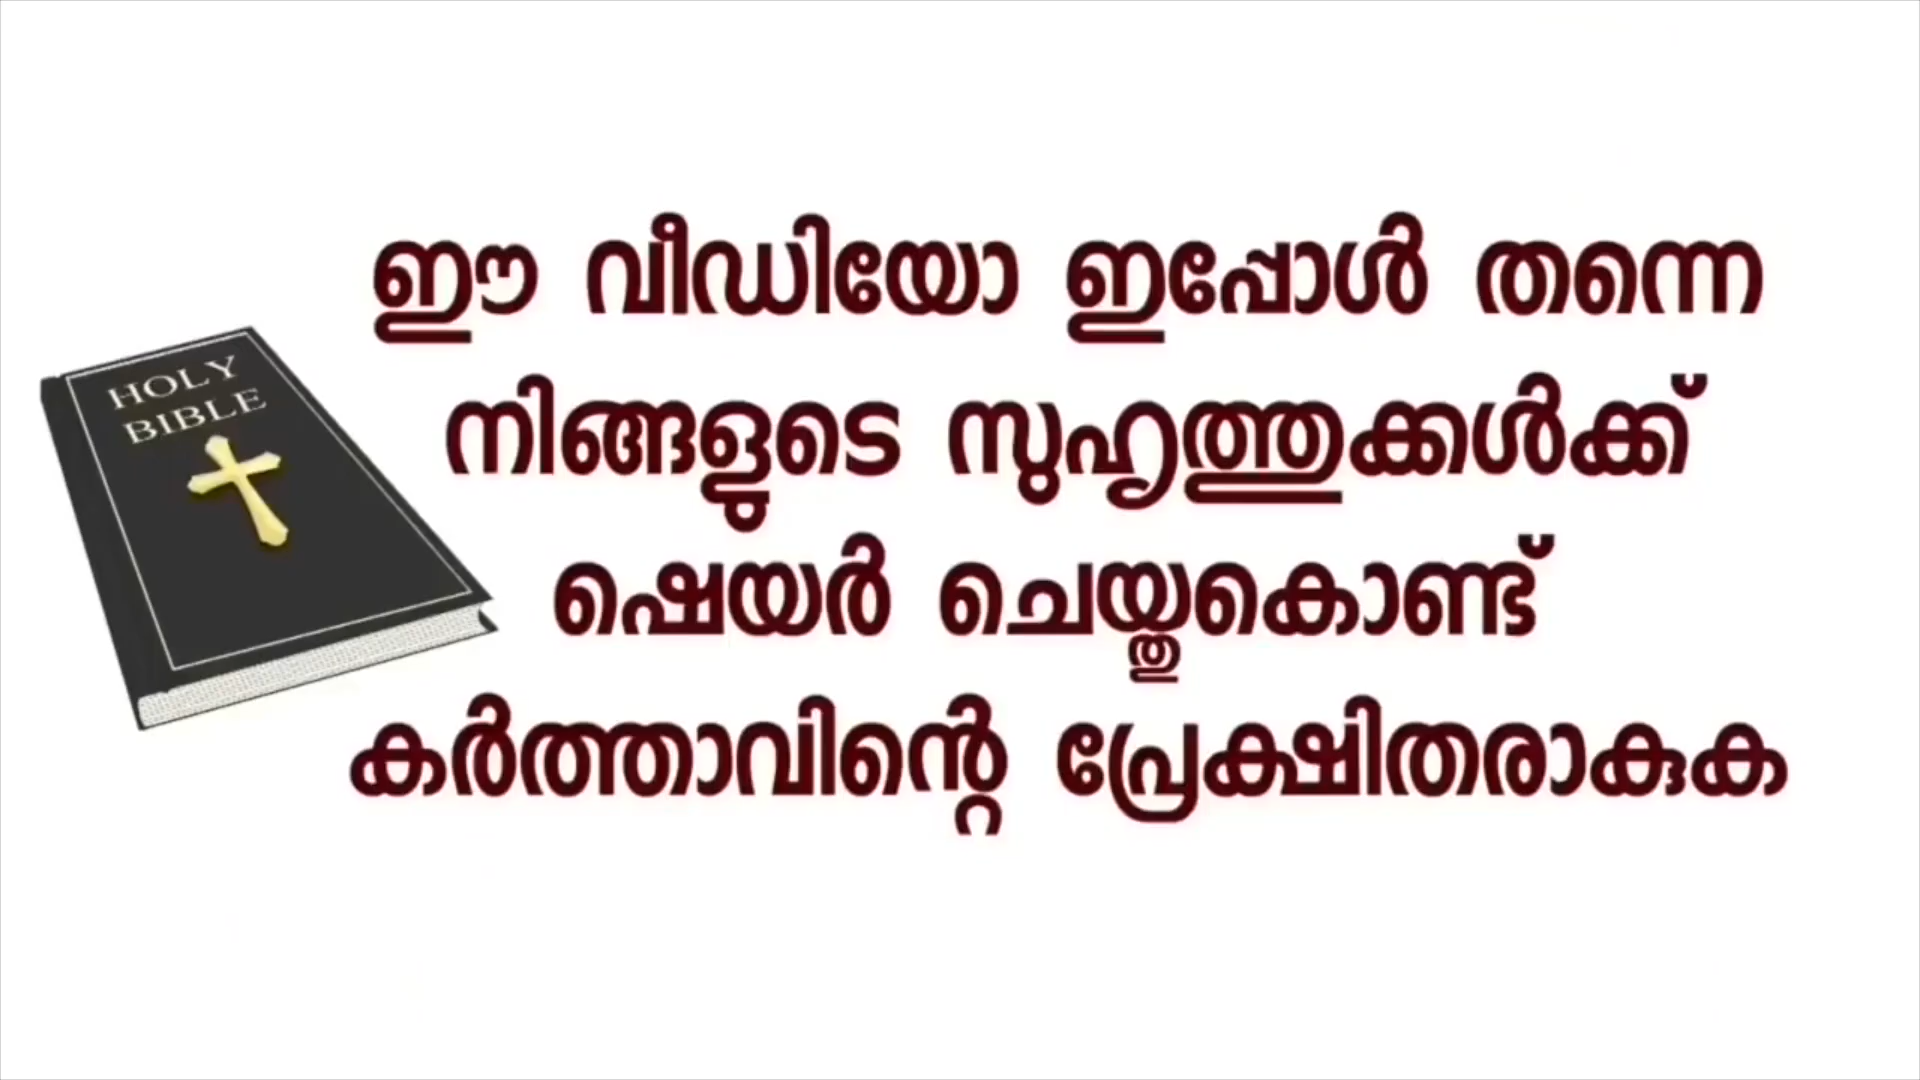 ഈ വീഡിയോ ഇപ്പോൾ തന്നെ
നിങ്ങളുടെ സുഹൃത്തുക്കൾക്ക്
ഷെയർ ചെയ്തുകൊണ്ട്
കർത്താവിന്റെ പ്രേക്ഷിതരാകുക
HOLY
BIBLE